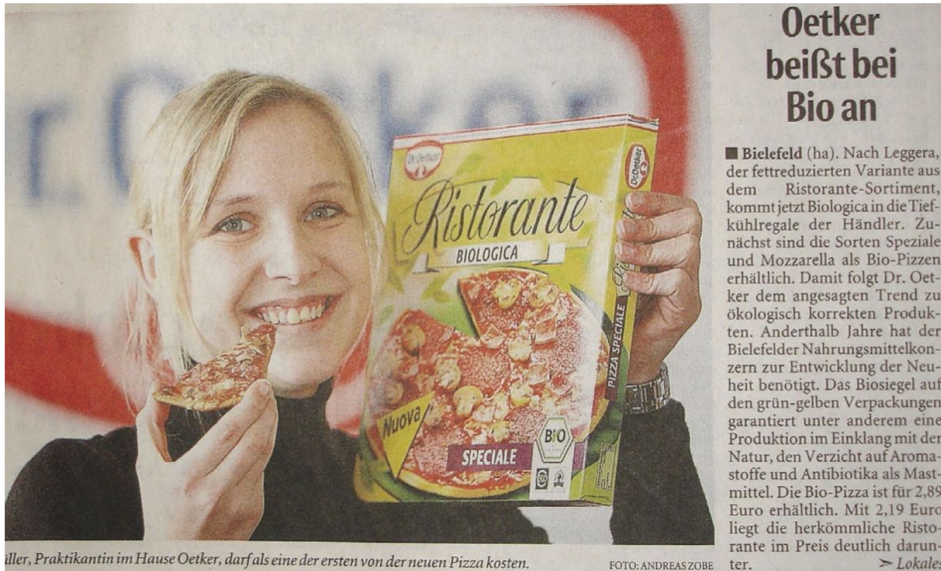 r. Oetker
Dr.Oetker
Dr.Oetker
Ristorante
BIOLOGICA
PIZZA SPECIALE
Nuova
SPECIALE
BIO
üller, Praktikantin im Hause Oetker, darf als eine der ersten von der neuen Pizza kosten.
FOTO: ANDREAS ZOBE
Oetker
beißt bei
Bio an
■ Bielefeld (ha). Nach Leggera,
der fettreduzierten Variante aus
dem Ristorante-Sortiment,
kommt jetzt Biologica in die Tief-
kühlregale der Händler. Zu-
nächst sind die Sorten Speziale
und Mozzarella als Bio-Pizzen
erhältlich. Damit folgt Dr. Oet-
ker dem angesagten Trend zu
ökologisch korrekten Produk-
ten. Anderthalb Jahre hat der
Bielefelder Nahrungsmittelkon-
zern zur Entwicklung der Neu-
heit benötigt. Das Biosiegel auf
den grün-gelben Verpackungen
garantiert unter anderem eine
Produktion im Einklang mit der
Natur, den Verzicht auf Aroma-
stoffe und Antibiotika als Mast-
mittel. Die Bio-Pizza ist für 2,89
Euro erhältlich. Mit 2,19 Euro
liegt die herkömmliche Risto-
rante im Preis deutlich darun-
ter. ➣ Lokales